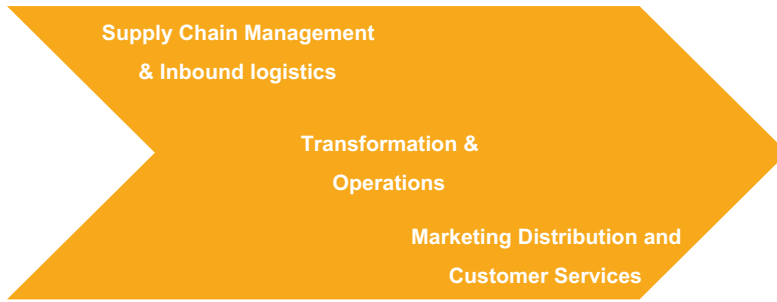 Supply Chain Management
& Inbound logistics
Transformation &
Operations
Marketing Distribution and
Customer Services